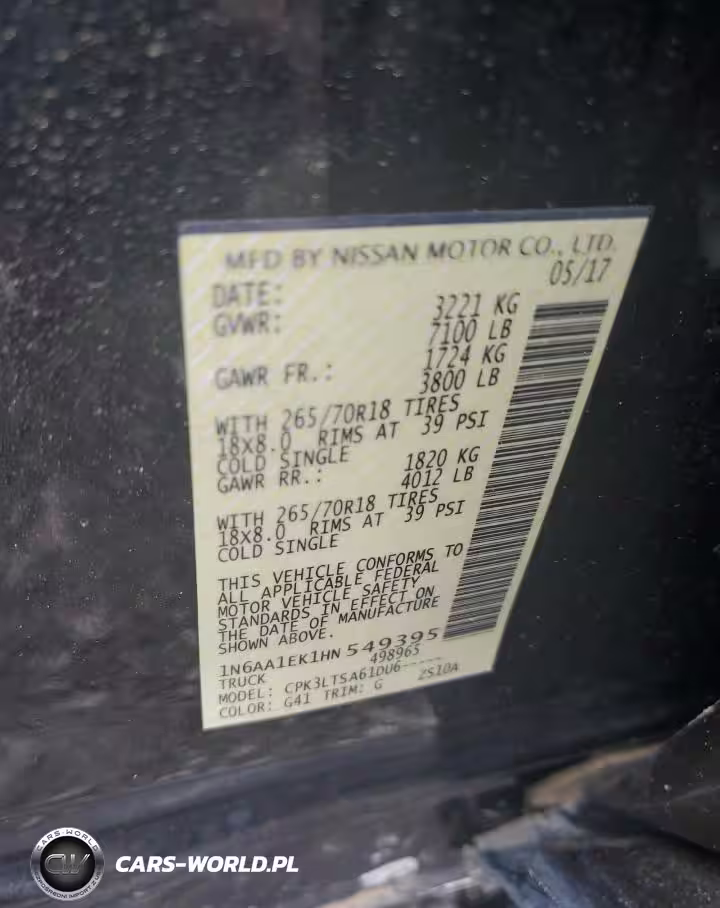 MFD BY NISSAN MOTOR CO., LTD.
DATE: 05/17
GVWR: 3221 KG
7100 LB
GAWR FR.: 1724 KG
3800 LB
WITH 265/70R18 TIRES
18X8.0 RIMS AT 39 PSI
COLD SINGLE
GAWR RR.: 1820 KG
4012 LB
WITH 265/70R18 TIRES
18X8.0 RIMS AT 39 PSI
COLD SINGLE
THIS VEHICLE CONFORMS TO
ALL APPLICABLE FEDERAL
MOTOR VEHICLE SAFETY
STANDARDS IN EFFECT ON
THE DATE OF MANUFACTURE
SHOWN ABOVE.
1N6AA1EK1HN549395
TRUCK 498965
MODEL: CPK3LTSA61DU6-----
COLOR: G41 TRIM: G ZS10A
CARS-WORLD
CW
CARS-WORLD.PL